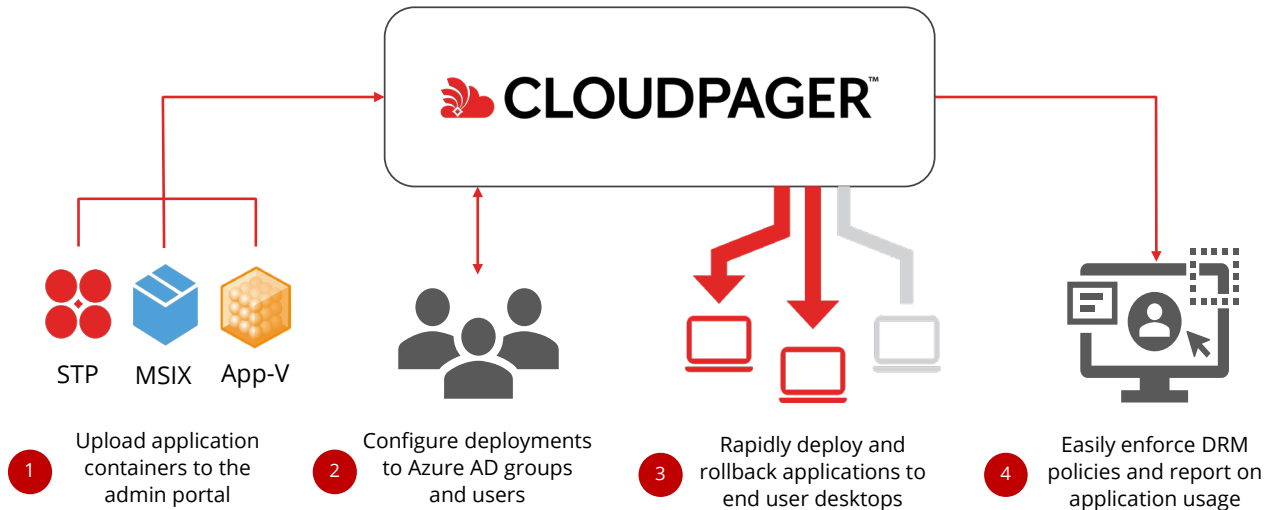 CLOUDPAGER™
STP
MSIX
App-V
1
Upload application
containers to the
admin portal
2
Configure deployments
to Azure AD groups
and users
3
Rapidly deploy and
rollback applications to
end user desktops
4
Easily enforce DRM
policies and report on
application usage